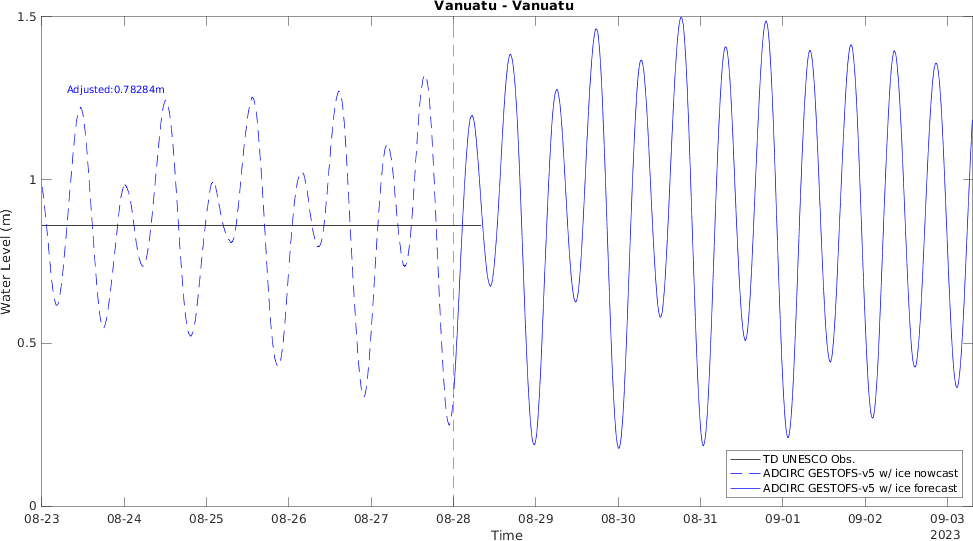 Vanuatu - Vanuatu
1.5
Adjusted:0.78284m
1
Water Level (m)
0.5
TD UNESCO Obs.
ADCIRC GESTOFS-v5 w/ ice nowcast
ADCIRC GESTOFS-v5 w/ ice forecast
0
08-23 08-24 08-25 08-26 08-27 08-28 08-29 08-30 08-31 09-01 09-02 09-03
Time 2023